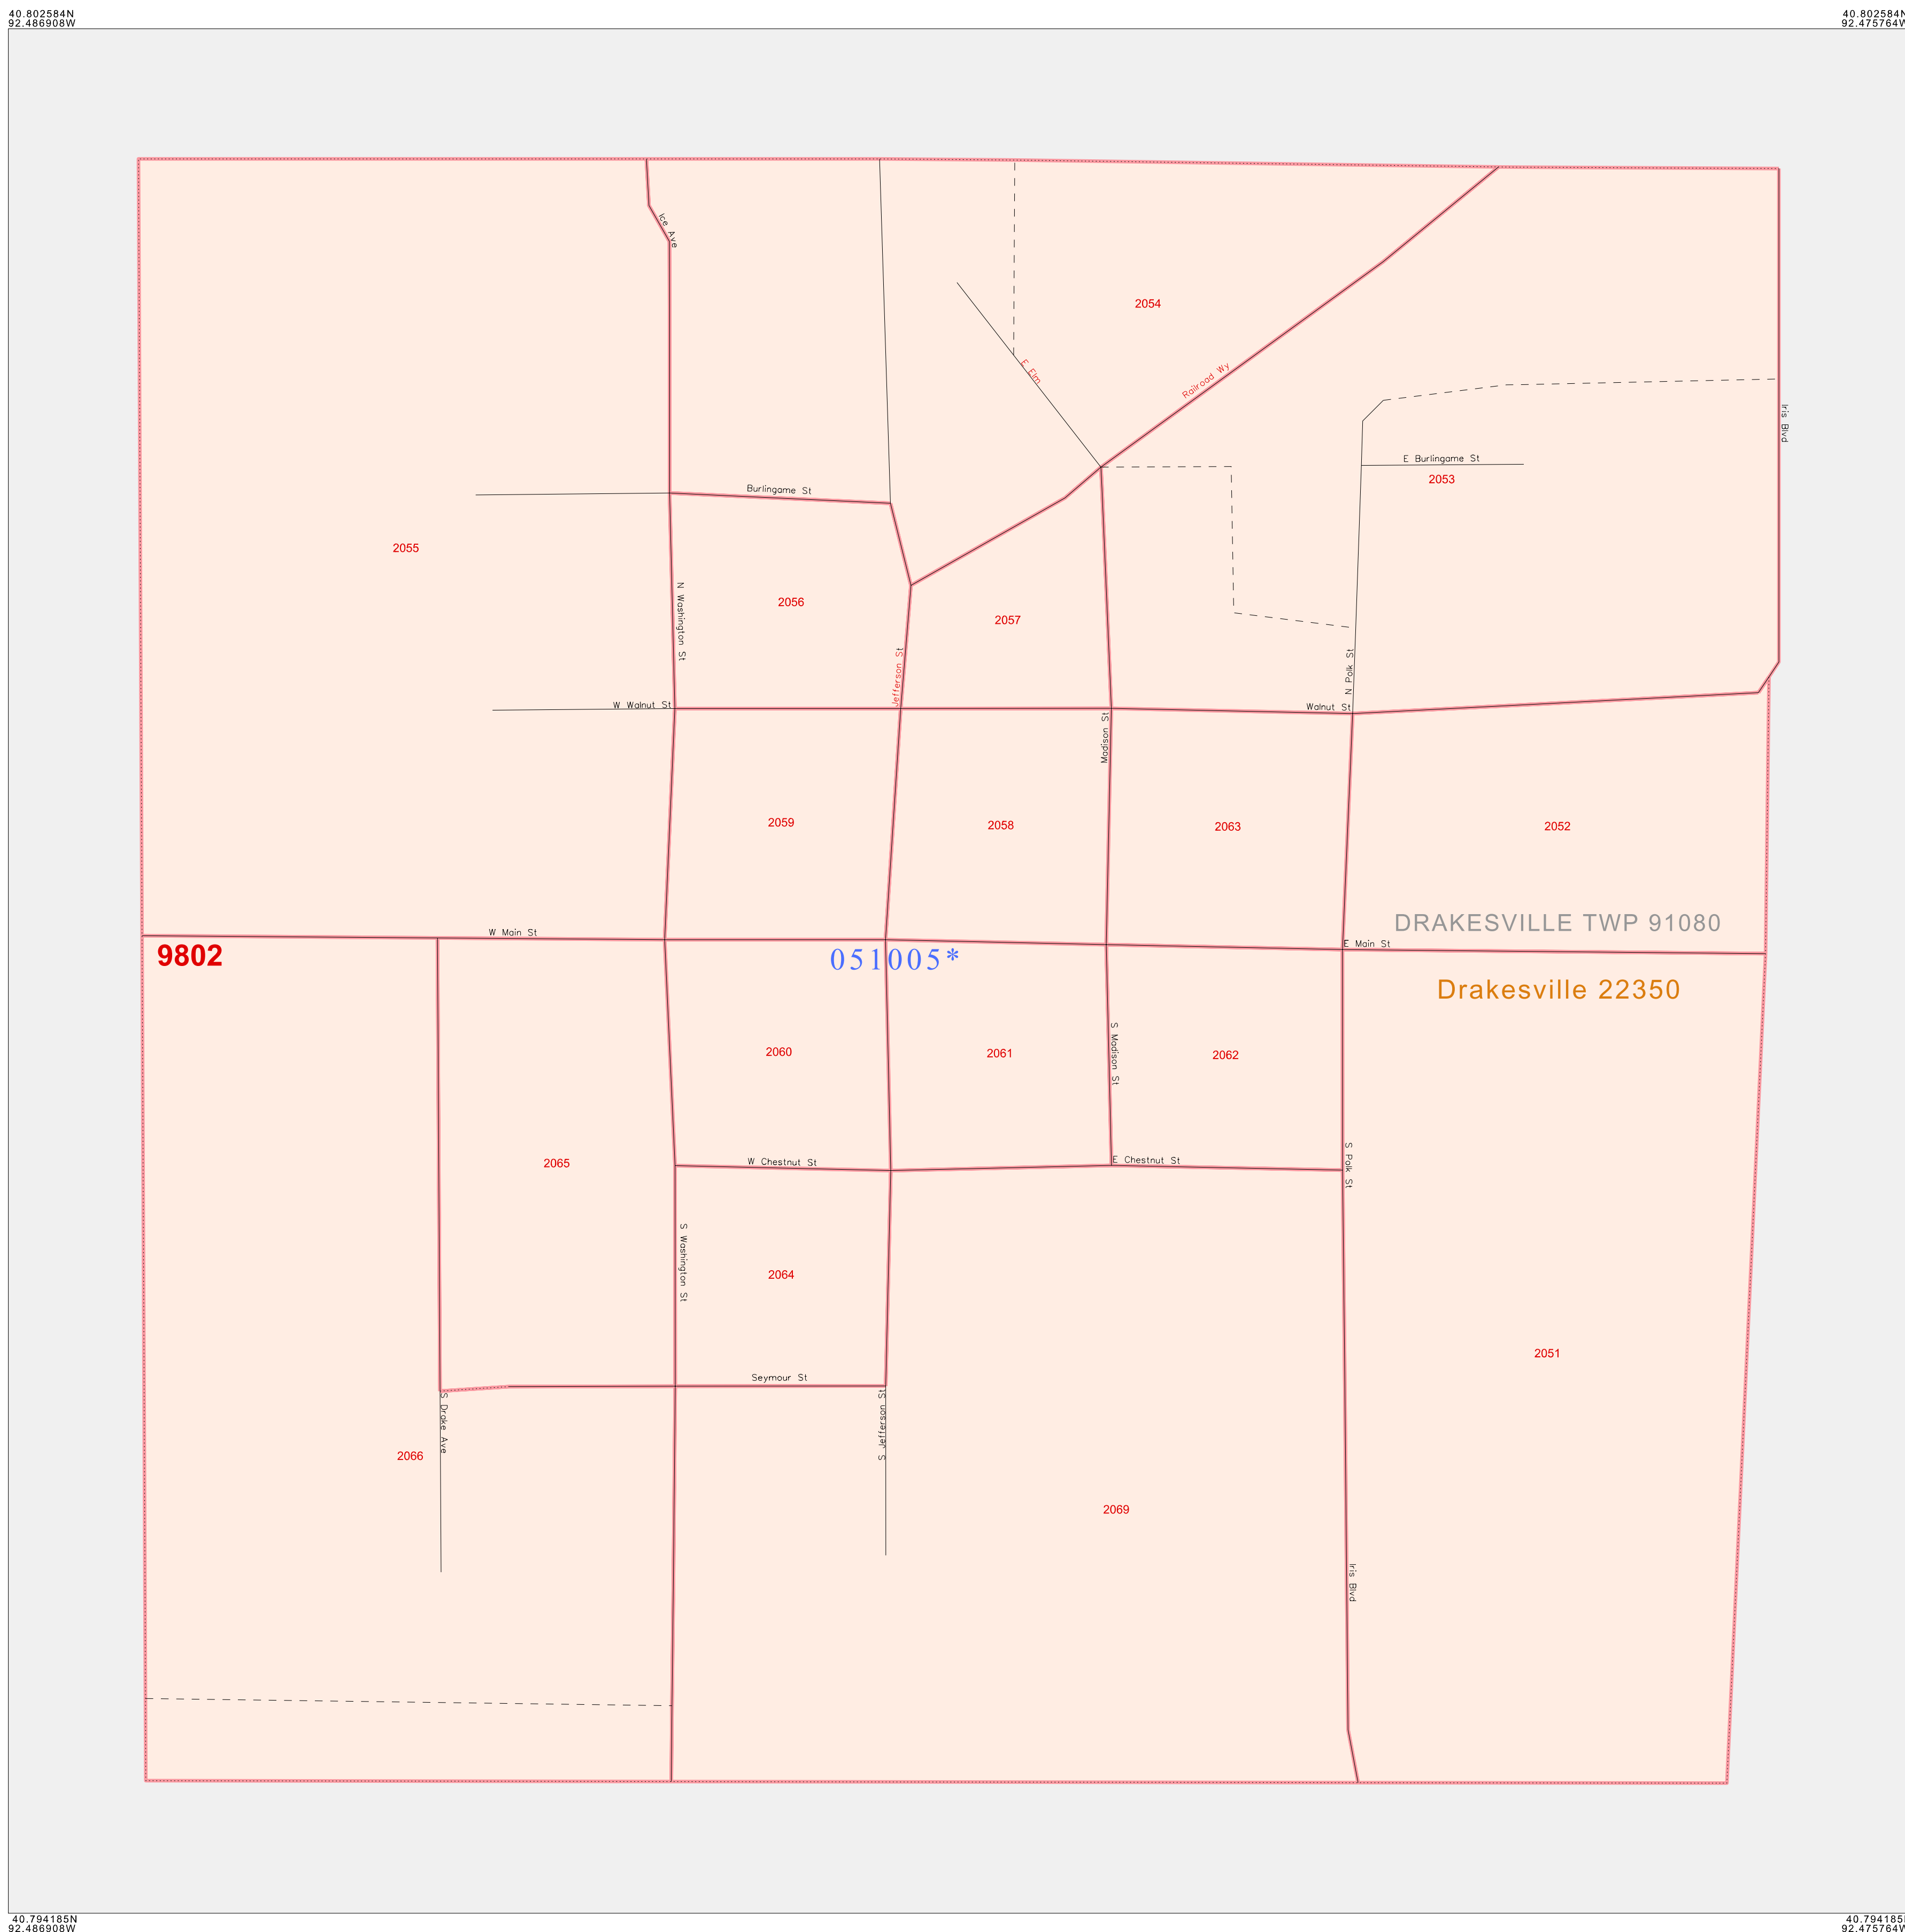 40.802584N
92.486908W
40.802584N
92.475764W
Ice Ave
2054
E Elm
Railroad Wy
Iris Blvd
E Burlingame St
2053
Burlingame St
2055
N Washington St
2056
2057
Jefferson St
N Polk St
W Walnut St
Walnut St
Madison St
2059
2058
2063
2052
DRAKESVILLE TWP 91080
W Main St
E Main St
9802
051005*
Drakesville 22350
2060
2061
S Madison St
2062
2065
W Chestnut St
E Chestnut St
S Polk St
S Washington St
2064
2051
Seymour St
S Drake Ave
S Jefferson St
2066
2069
Iris Blvd
40.794185N
92.486908W
40.794185N
92.475764W